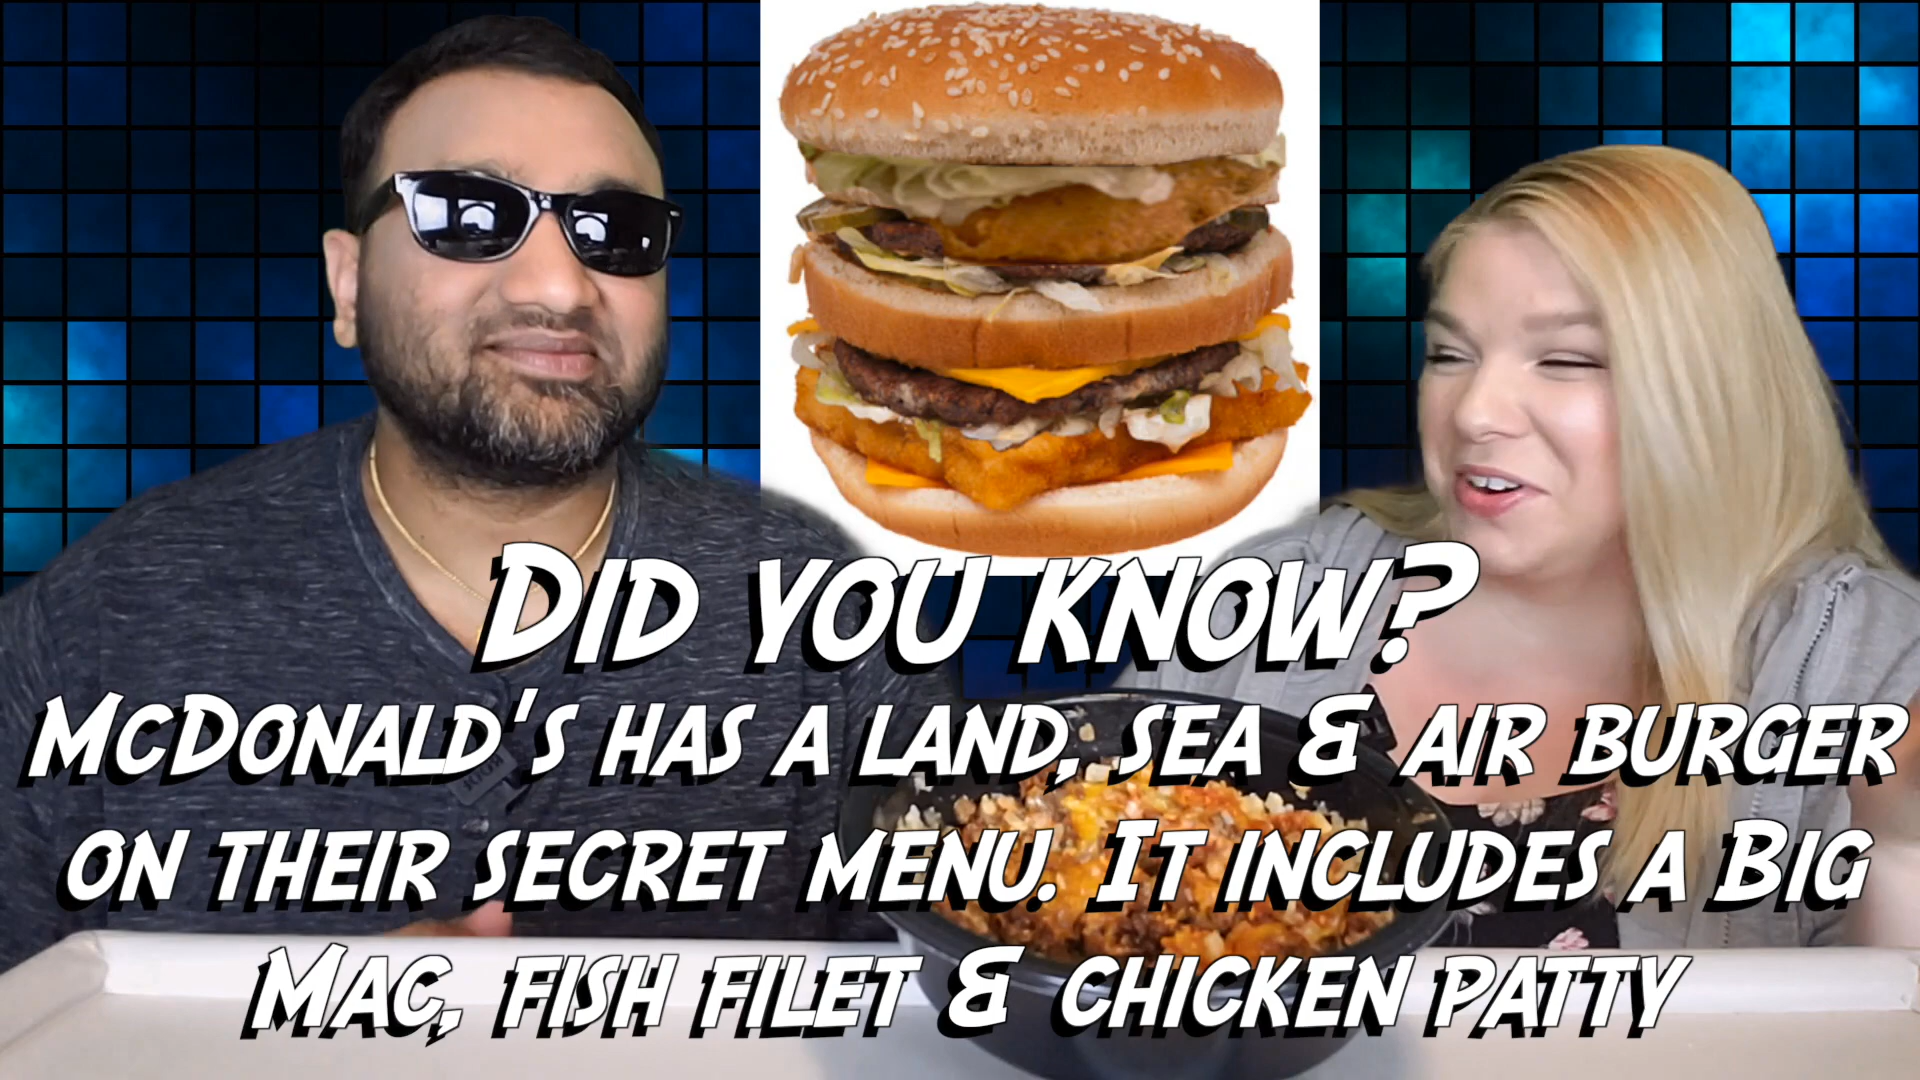 Did you know?
McDonald's has a land, sea & air burger
on their secret menu. It includes a Big
Mac, fish filet & chicken patty